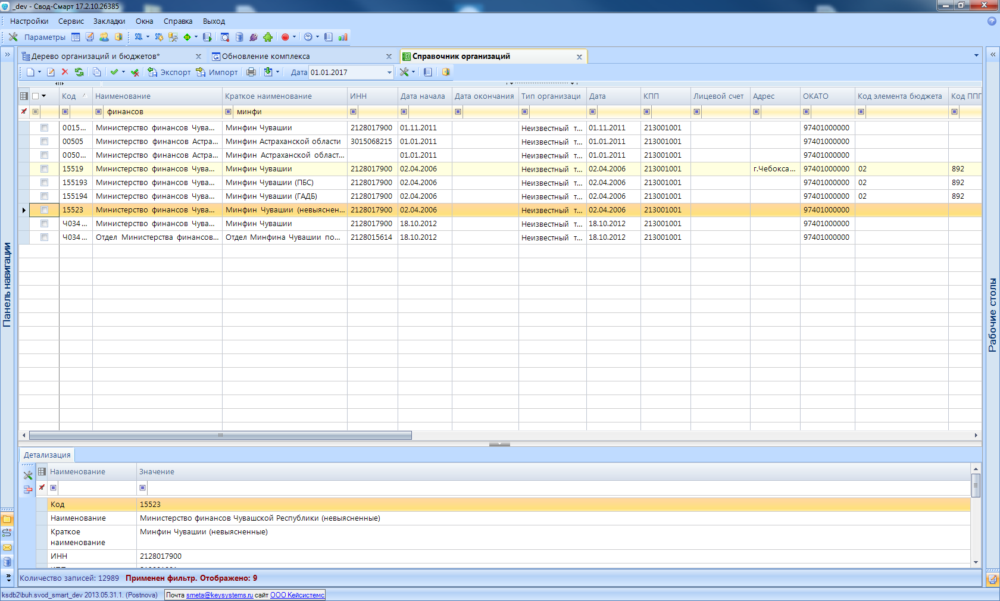 _dev - Свод-Смарт 17.2.10.26385
Настройки Сервис Закладки Окна Справка Выход
Параметры SQL
Дерево организаций и бюджетов* Обновление комплекса Справочник организаций
Экспорт Импорт Дата 01.01.2017
Код Наименование Краткое наименование ИНН Дата начала Дата окончания Тип организаци Дата КПП Лицевой счет Адрес ОКАТО Код элемента бюджета Код ППП
финансов минфи
0015... Министерство финансов Чува... Минфин Чувашии 2128017900 01.11.2011 Неизвестный т... 01.11.2011 213001001 97401000000
00505 Министерство финансов Астра... Минфин Астраханской области 3015068215 01.01.2011 Неизвестный т... 01.01.2011 213001001 97401000000
0050... Министерство финансов Астра... Минфин Астраханской област... 01.01.2011 Неизвестный т... 01.01.2011 213001001 97401000000
15519 Министерство финансов Чува... Минфин Чувашии 2128017900 02.04.2006 Неизвестный т... 02.04.2006 213001001 г.Чебокса... 97401000000 02 892
155193 Министерство финансов Чува... Минфин Чувашии (ПБС) 2128017900 02.04.2006 Неизвестный т... 02.04.2006 213001001 97401000000 02 892
155194 Министерство финансов Чува... Минфин Чувашии (ГАДБ) 2128017900 02.04.2006 Неизвестный т... 02.04.2006 213001001 97401000000 02 892
15523 Министерство финансов Чува... Минфин Чувашии (невыяснен... 2128017900 02.04.2006 Неизвестный т... 02.04.2006 213001001 97401000000
Ч034... Министерство финансов Чува... Минфин Чувашии 2128017900 18.10.2012 Неизвестный т... 18.10.2012 213001001 97401000000
Ч034... Отдел Министерства финансов... Отдел Минфина Чувашии по... 2128015614 18.10.2012 Неизвестный т... 18.10.2012 213001001 97401000000
Панель навигации
Рабочие столы
Детализация
Наименование Значение
Код 15523
Наименование Министерство финансов Чувашской Республики (невыясненные)
Краткое Минфин Чувашии (невыясненные)
наименование
ИНН 2128017900
Количество записей: 12989 Применен фильтр. Отображено: 9
ksdb2\buh.svod_smart_dev 2013.05.31.1. (Postnova) Почта smeta@keysystems.ru сайт ООО Кейсистемс